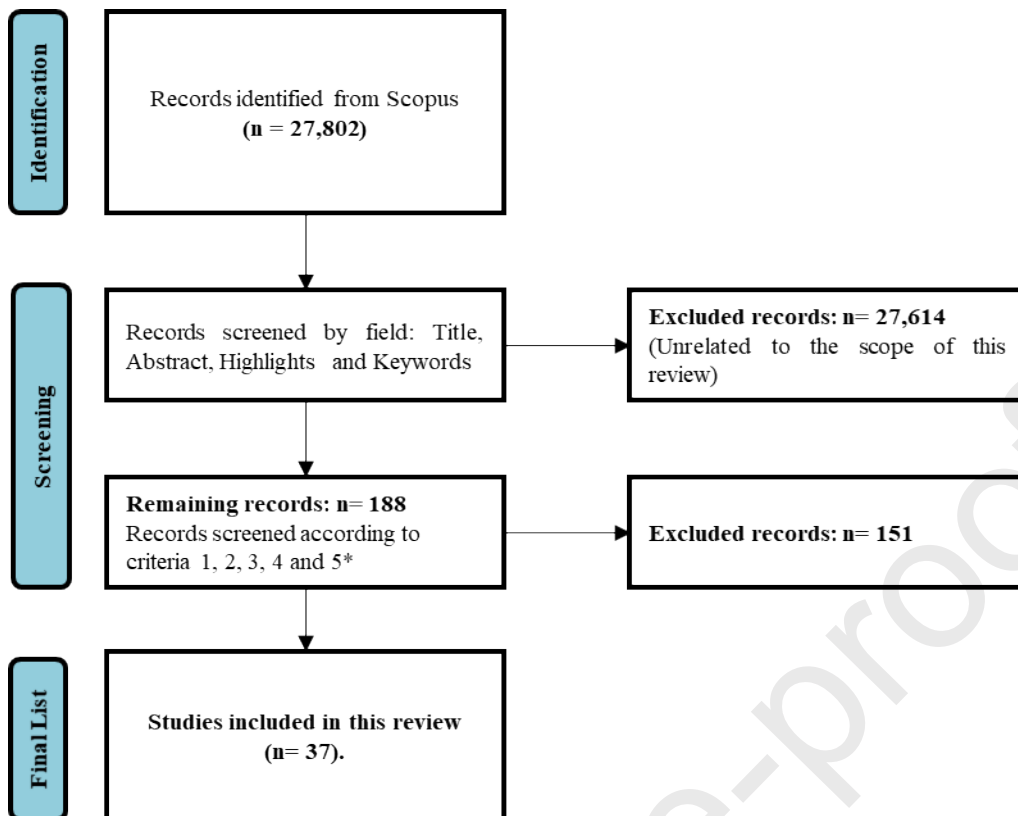 Identification
Records identified from Scopus
(n = 27,802)
Screening
Records screened by field: Title,
Abstract, Highlights and Keywords
Excluded records: n= 27,614
(Unrelated to the scope of this
review)
Remaining records: n= 188
Records screened according to
criteria 1, 2, 3, 4 and 5*
Excluded records: n= 151
Final List
Studies included in this review
(n= 37).
e-proof